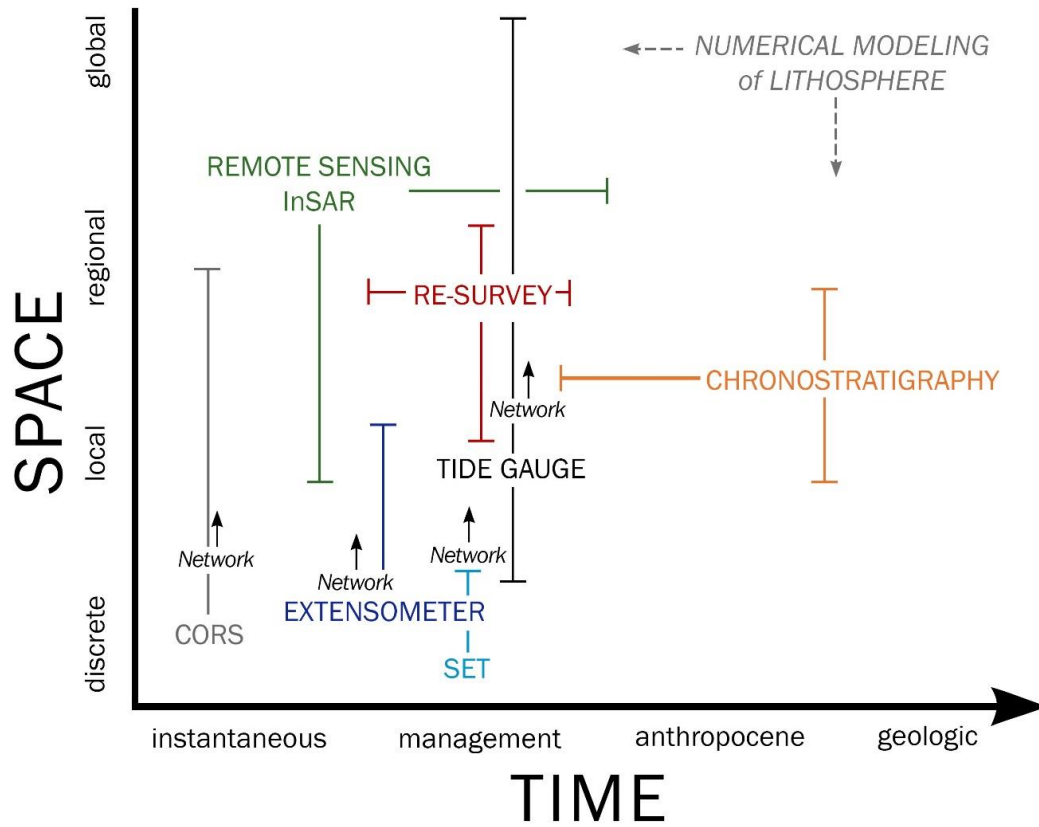 global
NUMERICAL MODELING
of LITHOSPHERE
REMOTE SENSING
InSAR
regional
RE-SURVEY
SPACE
CHRONOSTRATIGRAPHY
Network
local
TIDE GAUGE
Network
Network
Network
EXTENSOMETER
discrete
CORS
SET
instantaneous
management
anthropocene
geologic
TIME